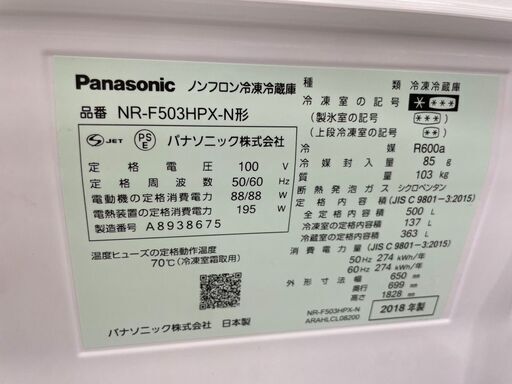 Panasonic ノンフロン冷凍冷蔵庫
品番 NR-F503HPX-N形
S JET PS E パナソニック株式会社
定格電圧 100 V
定格周波数 50/60 Hz
電動機の定格消費電力 88/88 W
電熱装置の定格消費電力 195 W
製造番号 A8938675
温度ヒューズの定格動作温度
70℃(冷凍室霜取用)
パナソニック株式会社 日本製
種類 冷凍冷蔵庫
冷凍室の記号 * ***
(製氷室の記号) ***
(上段冷凍室の記号) **
冷媒 R600a
冷媒封入量 85 g
質量 103 kg
断熱発泡ガス シクロペンタン
定格内容積 (JIS C 9801-3:2015)
全定格内容積 500 L
冷凍室の定格内容積 137 L
冷蔵室の定格内容積 363 L
消費電力量 (JIS C 9801-3:2015)
50Hz 274 kWh/年
60Hz 274 kWh/年
外形寸法 幅 650 mm
奥行 699 mm
高さ 1828 mm
NR-F503HPX-N
ARAHLCL08200
2018 年製